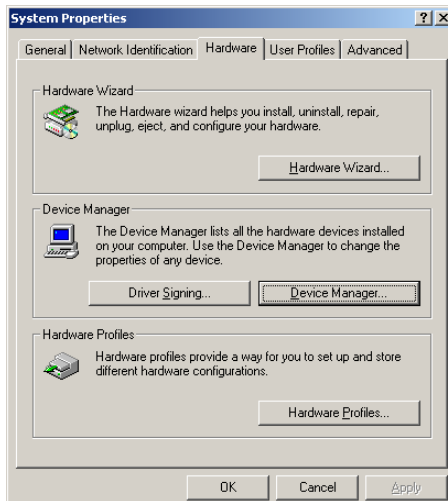 System Properties
General Network Identification Hardware User Profiles Advanced
Hardware Wizard
The Hardware wizard helps you install, uninstall, repair,
unplug, eject, and configure your hardware.
Hardware Wizard...
Device Manager
The Device Manager lists all the hardware devices installed
on your computer. Use the Device Manager to change the
properties of any device.
Driver Signing... Device Manager...
Hardware Profiles
Hardware profiles provide a way for you to set up and store
different hardware configurations.
Hardware Profiles...
OK Cancel Apply